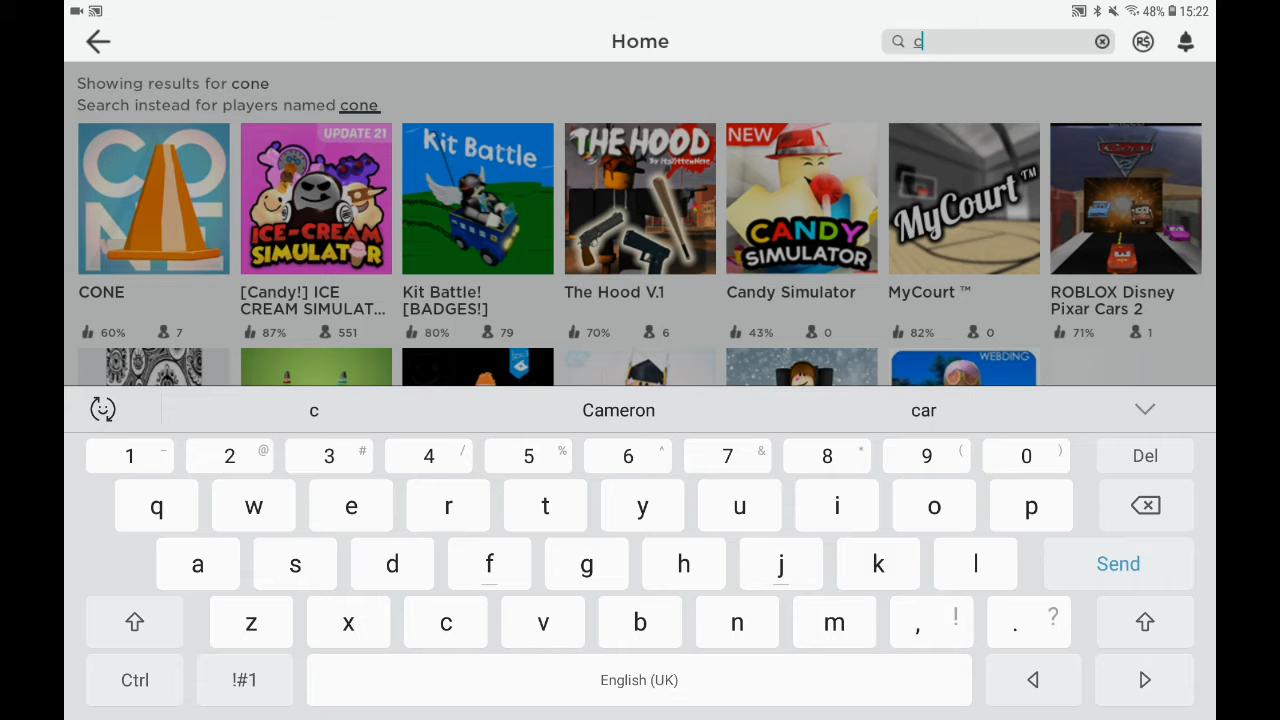 48% 15:22
Home
c
R$
Showing results for cone
Search instead for players named cone
CO
NE
UPDATE 21
ICE-CREAM
SIMULATOR
Kit Battle
THE HOOD
NEW
CANDY
SIMULATOR
MyCourt™
CARS
2
CONE
[Candy!] ICE
CREAM SIMULAT...
Kit Battle!
[BADGES!]
The Hood V.1
Candy Simulator
MyCourt ™
ROBLOX Disney
Pixar Cars 2
60% 7
87% 551
80% 79
70% 6
43% 0
82% 0
71% 1
WEBDING
c Cameron car
1 _ 2 @ 3 # 4 / 5 % 6 ^ 7 & 8 * 9 ( 0 ) Del
q w e r t y u i o p
a s d f g h j k l Send
z x c v b n m , ! . ?
Ctrl !#1 English (UK)